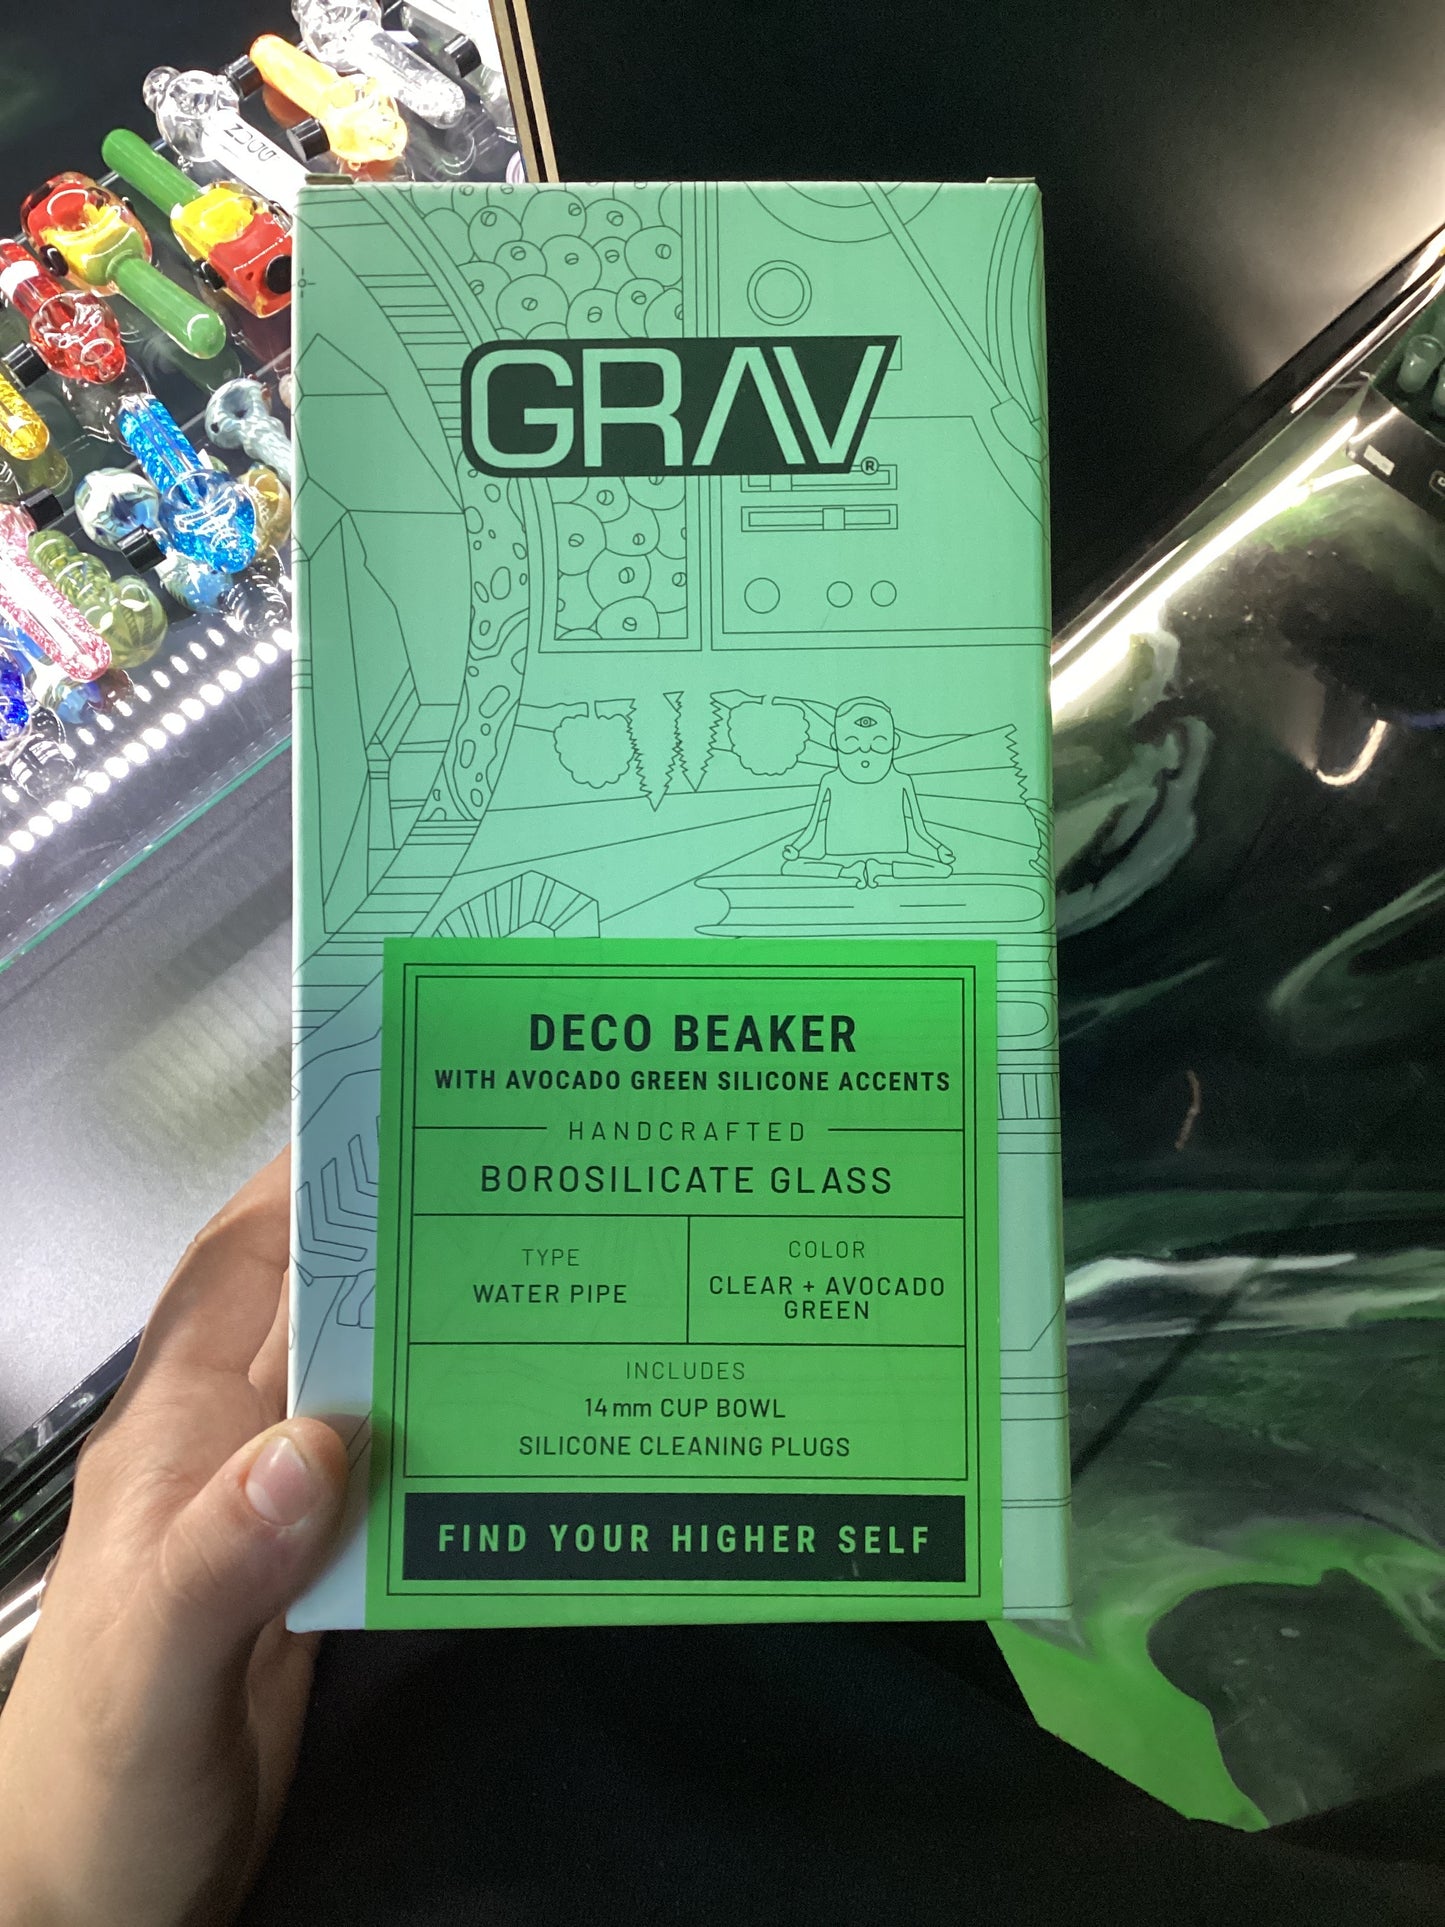 GRAV®
DECO BEAKER
WITH AVOCADO GREEN SILICONE ACCENTS
HANDCRAFTED
BOROSILICATE GLASS
TYPE
WATER PIPE
COLOR
CLEAR + AVOCADO
GREEN
INCLUDES
14mm CUP BOWL
SILICONE CLEANING PLUGS
FIND YOUR HIGHER SELF